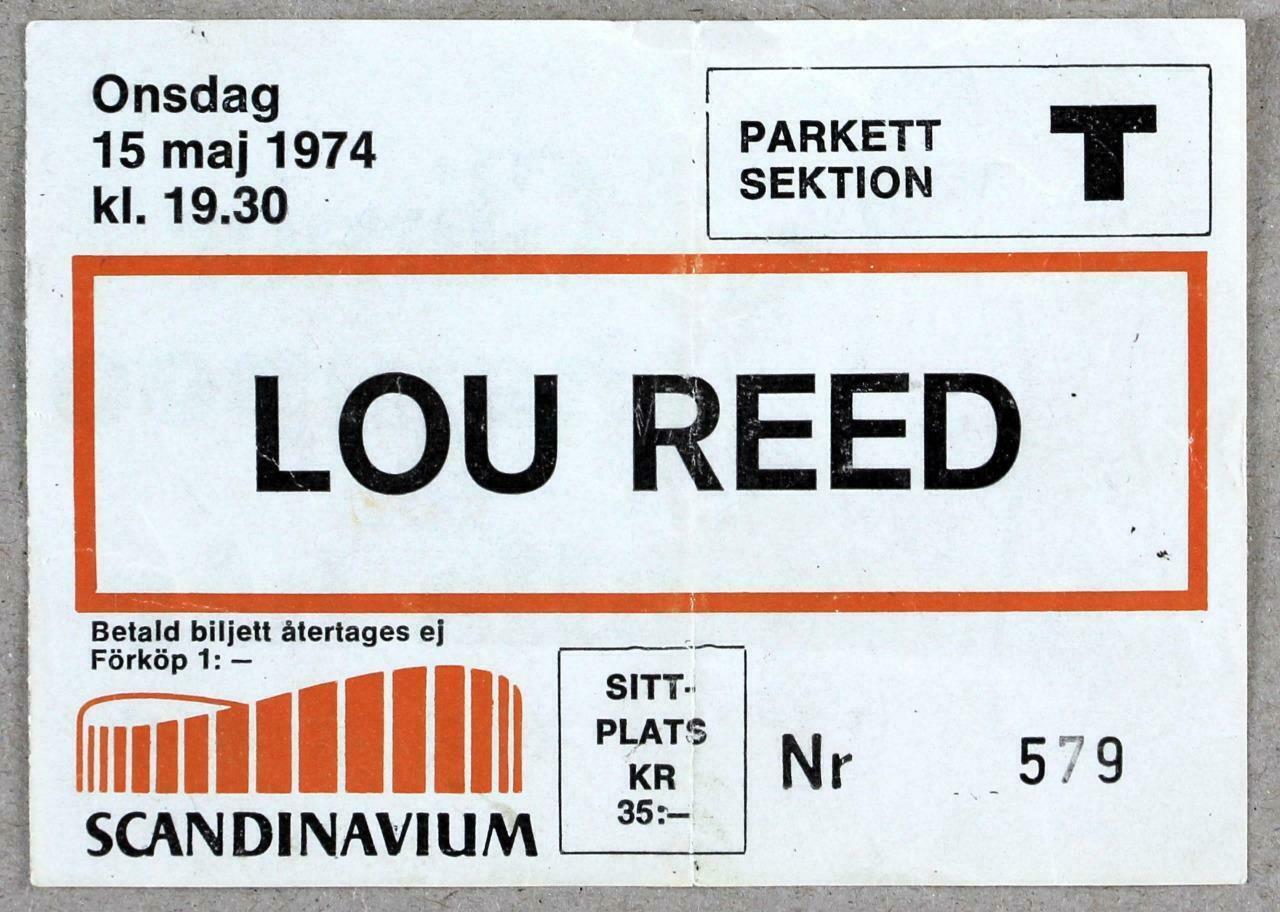 Onsdag
15 maj 1974
kl. 19.30
PARKETT
SEKTION
T
LOU REED
Betald biljett återtages ej
Förköp 1: —
SCANDINAVIUM
SITT-
PLATS
KR
35:—
Nr 579